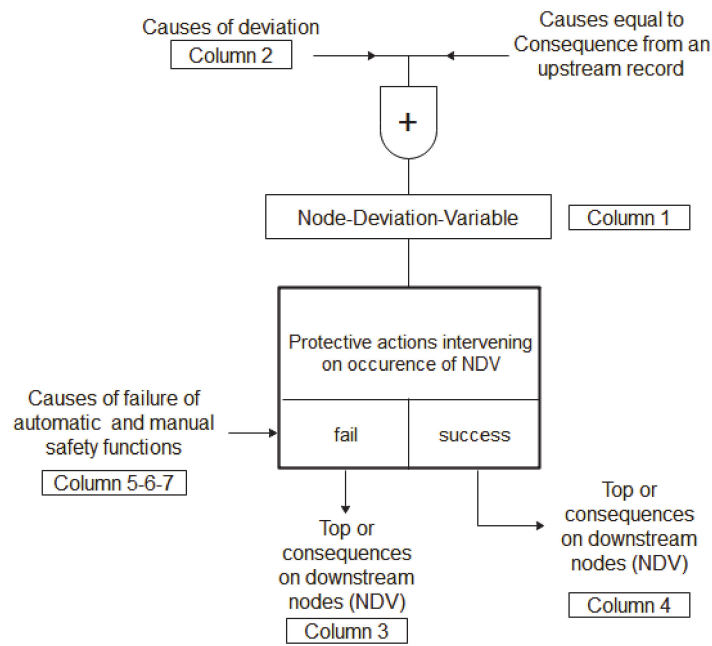 Causes of deviation
Column 2
Causes equal to
Consequence from an
upstream record
+
Node-Deviation-Variable
Column 1
Protective actions intervening
on occurence of NDV
Causes of failure of
automatic and manual
safety functions
Column 5-6-7
fail
success
Top or
consequences
on downstream
nodes (NDV)
Column 3
Top or
consequences
on downstream
nodes (NDV)
Column 4